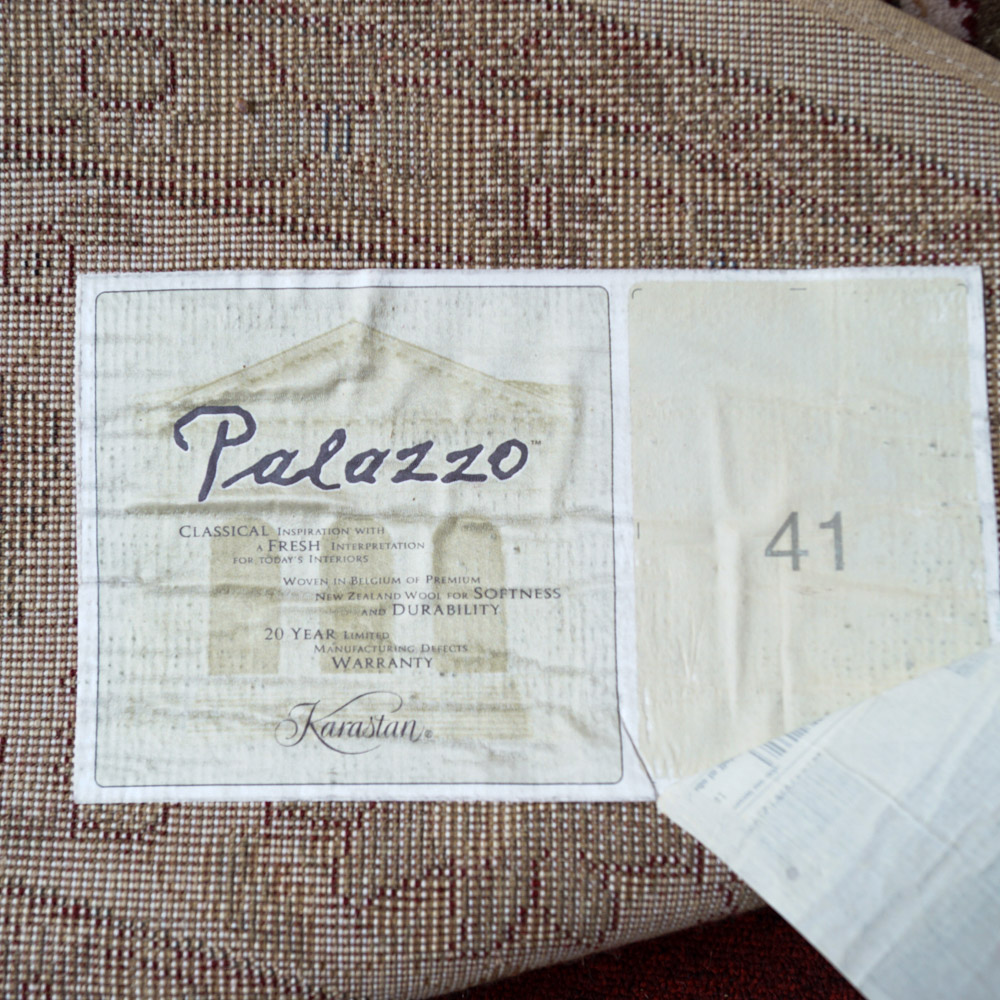 Palazzo™
CLASSICAL INSPIRATION WITH
A FRESH INTERPRETATION
FOR TODAY'S INTERIORS
WOVEN IN BELGIUM OF PREMIUM
NEW ZEALAND WOOL FOR SOFTNESS
AND DURABILITY
20 YEAR LIMITED
MANUFACTURING DEFECTS
WARRANTY
Karastan®
41